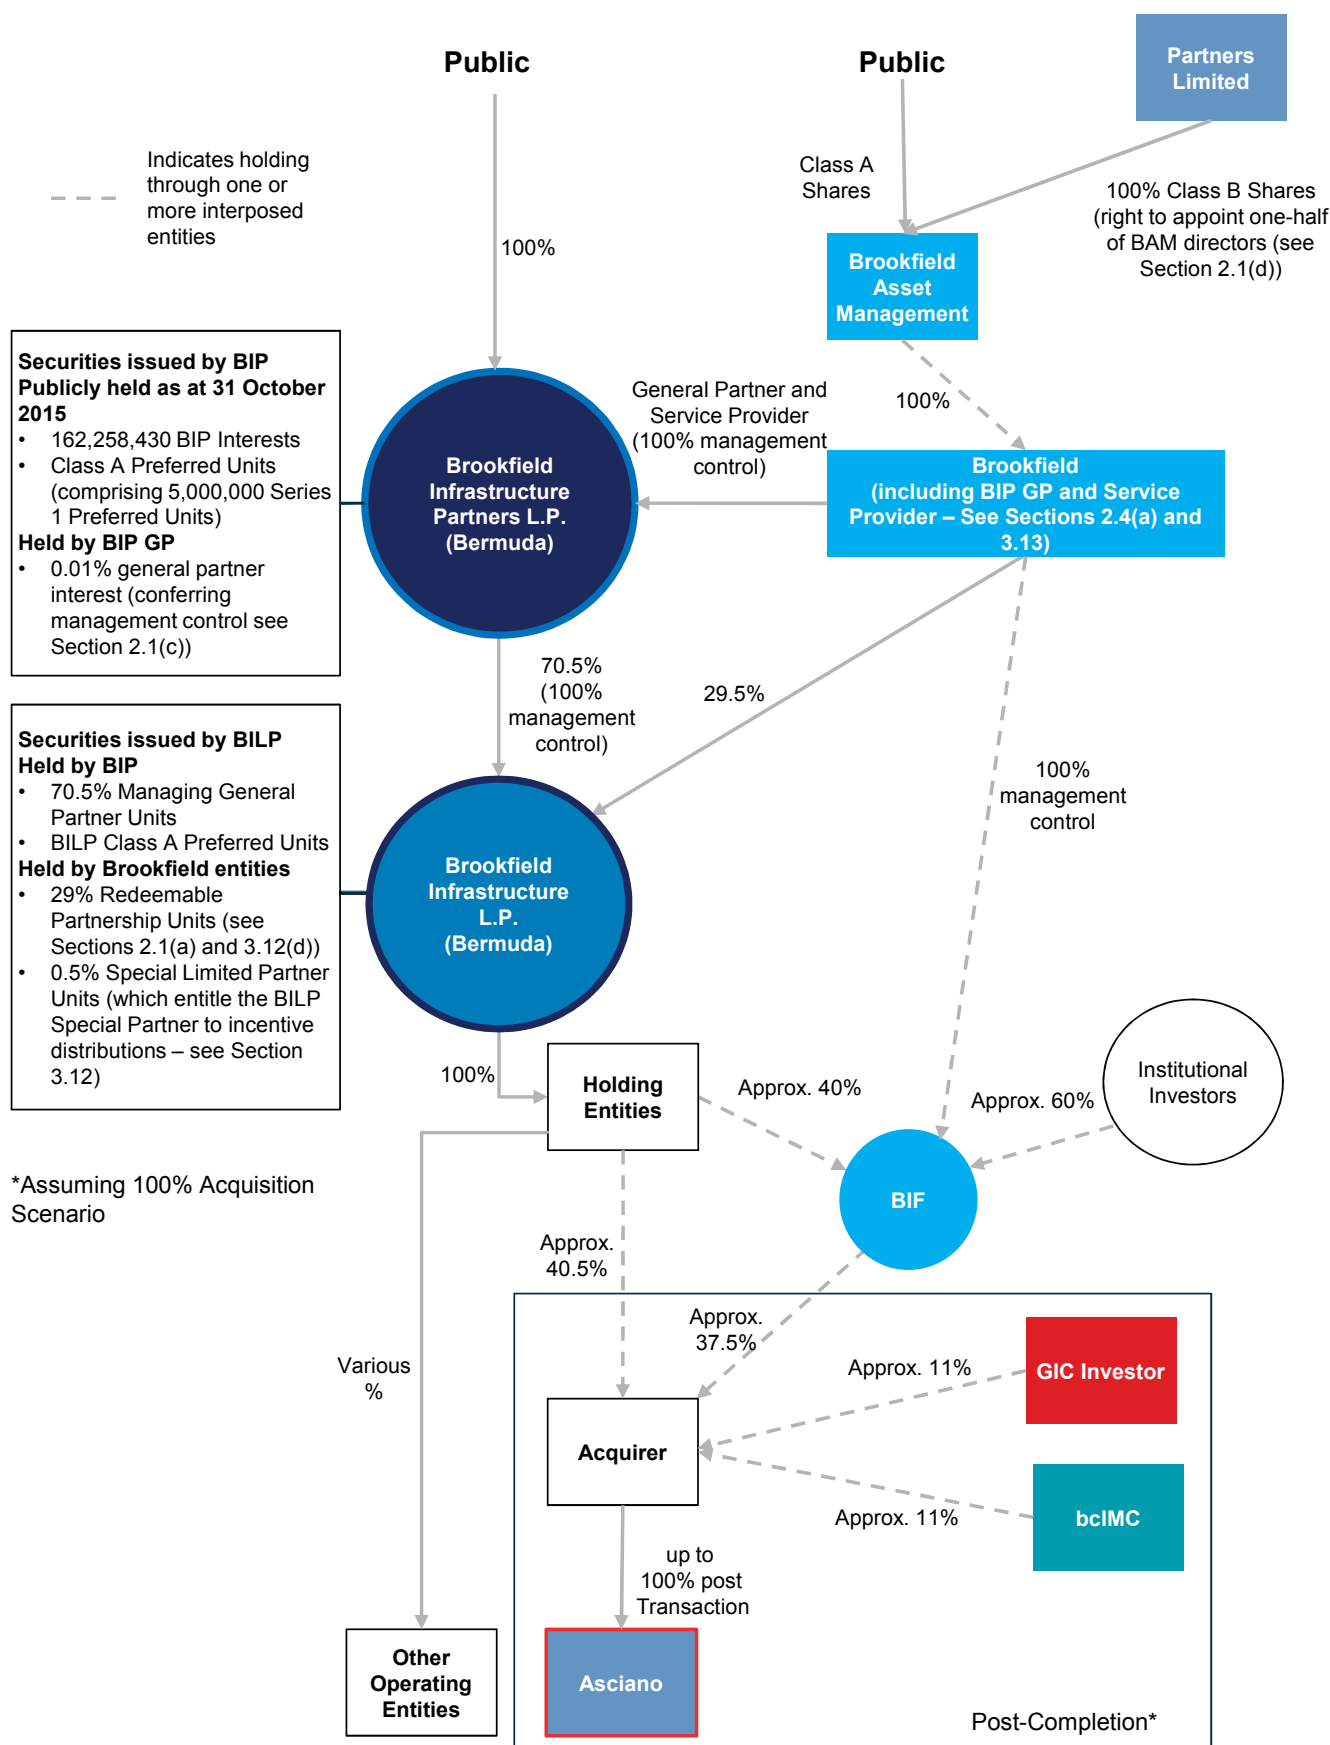 Public
Public
Partners
Limited
Indicates holding
through one or
more interposed
entities
Class A
Shares
100% Class B Shares
(right to appoint one-half
of BAM directors (see
Section 2.1(d))
100%
Brookfield
Asset
Management
Securities issued by BIP
Publicly held as at 31 October
2015
• 162,258,430 BIP Interests
• Class A Preferred Units
(comprising 5,000,000 Series
1 Preferred Units)
Held by BIP GP
• 0.01% general partner
interest (conferring
management control see
Section 2.1(c))
General Partner and
Service Provider
(100% management
control)
100%
Brookfield
Infrastructure
Partners L.P.
(Bermuda)
Brookfield
(including BIP GP and Service
Provider – See Sections 2.4(a) and
3.13)
70.5%
(100%
management
control)
29.5%
Securities issued by BILP
Held by BIP
• 70.5% Managing General
Partner Units
• BILP Class A Preferred Units
Held by Brookfield entities
• 29% Redeemable
Partnership Units (see
Sections 2.1(a) and 3.12(d))
• 0.5% Special Limited Partner
Units (which entitle the BILP
Special Partner to incentive
distributions – see Section
3.12)
100%
management
control
Brookfield
Infrastructure
L.P.
(Bermuda)
100%
Holding
Entities
Approx. 40%
Approx. 60%
Institutional
Investors
*Assuming 100% Acquisition
Scenario
BIF
Approx.
40.5%
Approx.
37.5%
Various
%
Approx. 11%
GIC Investor
Acquirer
Approx. 11%
bcIMC
up to
100% post
Transaction
Other
Operating
Entities
Asciano
Post-Completion*